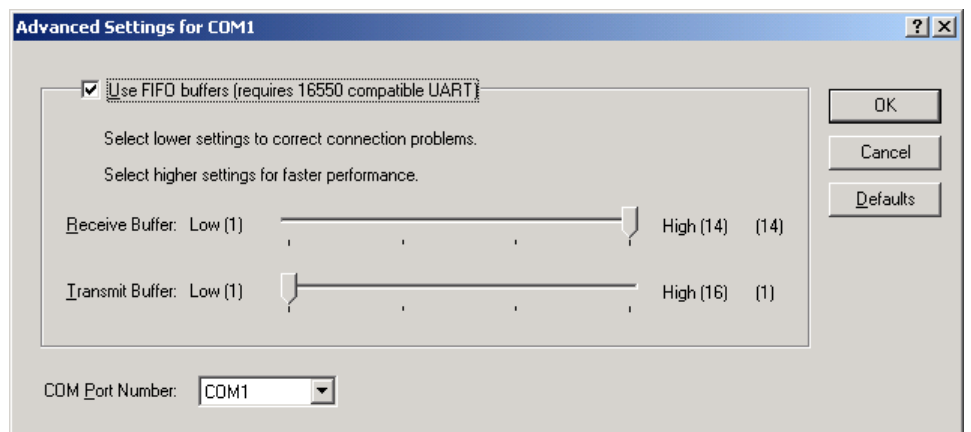 Advanced Settings for COM1
? ×
Use FIFO buffers (requires 16550 compatible UART)
OK
Select lower settings to correct connection problems.
Cancel
Select higher settings for faster performance.
Defaults
Receive Buffer: Low (1) High (14) (14)
Transmit Buffer: Low (1) High (16) (1)
COM Port Number: COM1